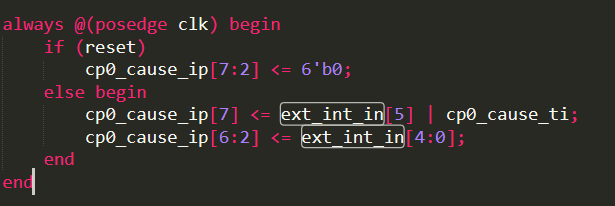 always @(posedge clk) begin
    if (reset)
        cp0_cause_ip[7:2] <= 6'b0;
    else begin
        cp0_cause_ip[7] <= ext_int_in[5] | cp0_cause_ti;
        cp0_cause_ip[6:2] <= ext_int_in[4:0];
    end
end